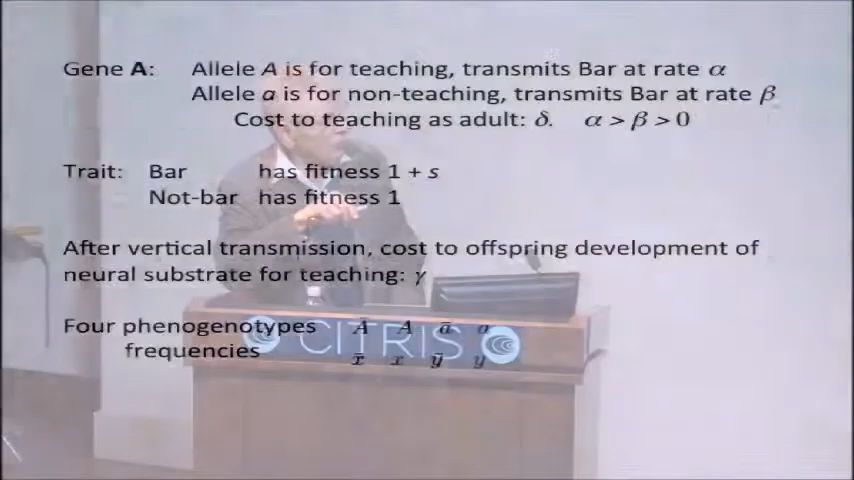 Gene A: Allele A is for teaching, transmits Bar at rate α
Allele a is for non-teaching, transmits Bar at rate β
Cost to teaching as adult: δ. α > β > 0
Trait: Bar has fitness 1 + s
Not-bar has fitness 1
After vertical transmission, cost to offspring development of
neural substrate for teaching: γ
Four phenogenotypes Ā A ā a
frequencies x̄ x ȳ y
CITRIS